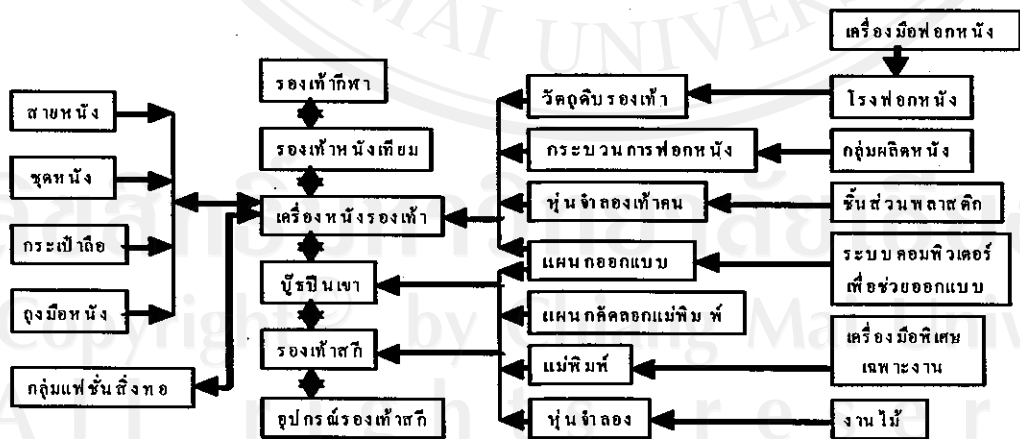 MAI UNIVER
เครื่องมือฟอกหนัง
รองเท้ากีฬา
วัตถุดิบรองเท้า
โรงฟอกหนัง
สายหนัง
รองเท้าหนังเทียม
กระบวนการฟอกหนัง
กลุ่มผลิตหนัง
ชุดหนัง
เครื่องหนังรองเท้า
หุ่นจำลองเท้าคน
ชิ้นส่วนพลาสติก
กระเป๋าถือ
แผนกออกแบบ
ระบบคอมพิวเตอร์
เพื่อช่วยออกแบบ
บู๊ธปีนเขา
ถุงมือหนัง
แผนกคัดลอกแม่พิมพ์
Copyright © by Chiang Mai Univ
รองเท้าสกี
แม่พิมพ์
เครื่องมือพิเศษ
เฉพาะงาน
กลุ่มแฟชั่นสิ่งทอ
All rights reser
อุปกรณ์รองเท้าสกี
หุ่นจำลอง
งานไม้